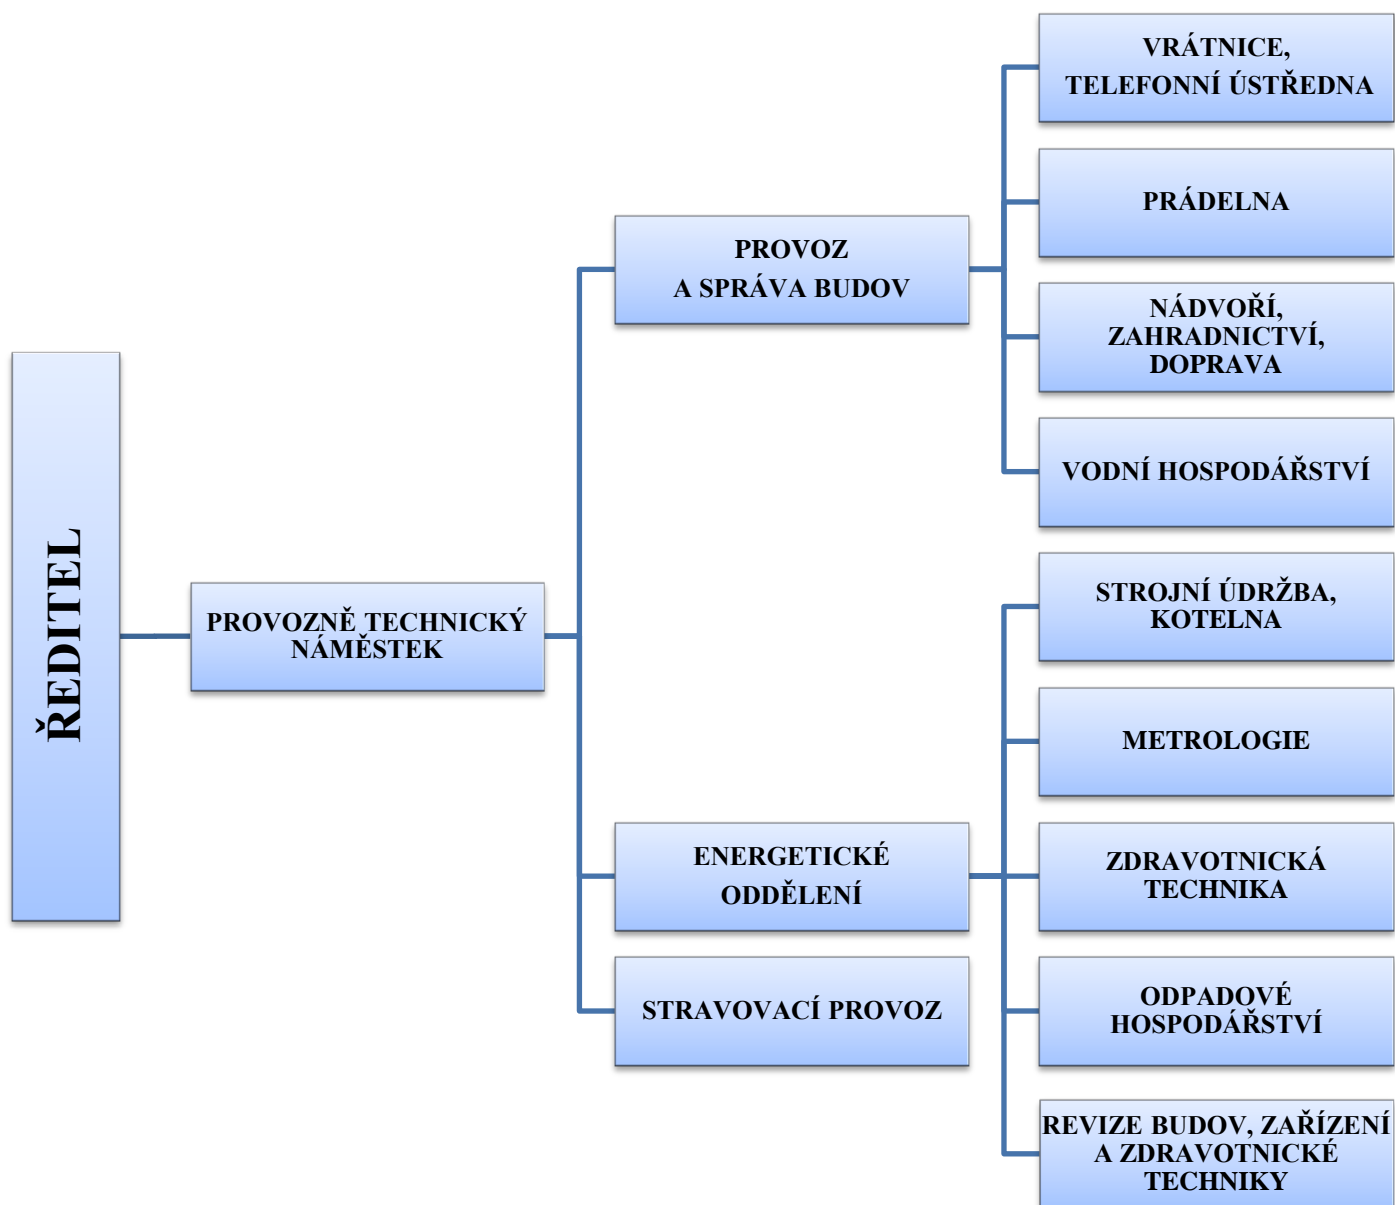 ŘEDITEL
PROVOZNĚ TECHNICKÝ
NÁMĚSTEK
PROVOZ
A SPRÁVA BUDOV
VRÁTNICE,
TELEFONNÍ ÚSTŘEDNA
PRÁDELNA
NÁDVOŘÍ,
ZAHRADNICTVÍ,
DOPRAVA
VODNÍ HOSPODÁŘSTVÍ
ENERGETICKÉ
ODDĚLENÍ
STROJNÍ ÚDRŽBA,
KOTELNA
METROLOGIE
ZDRAVOTNICKÁ
TECHNIKA
ODPADOVÉ
HOSPODÁŘSTVÍ
REVIZE BUDOV, ZAŘÍZENÍ
A ZDRAVOTNICKÉ
TECHNIKY
STRAVOVACÍ PROVOZ